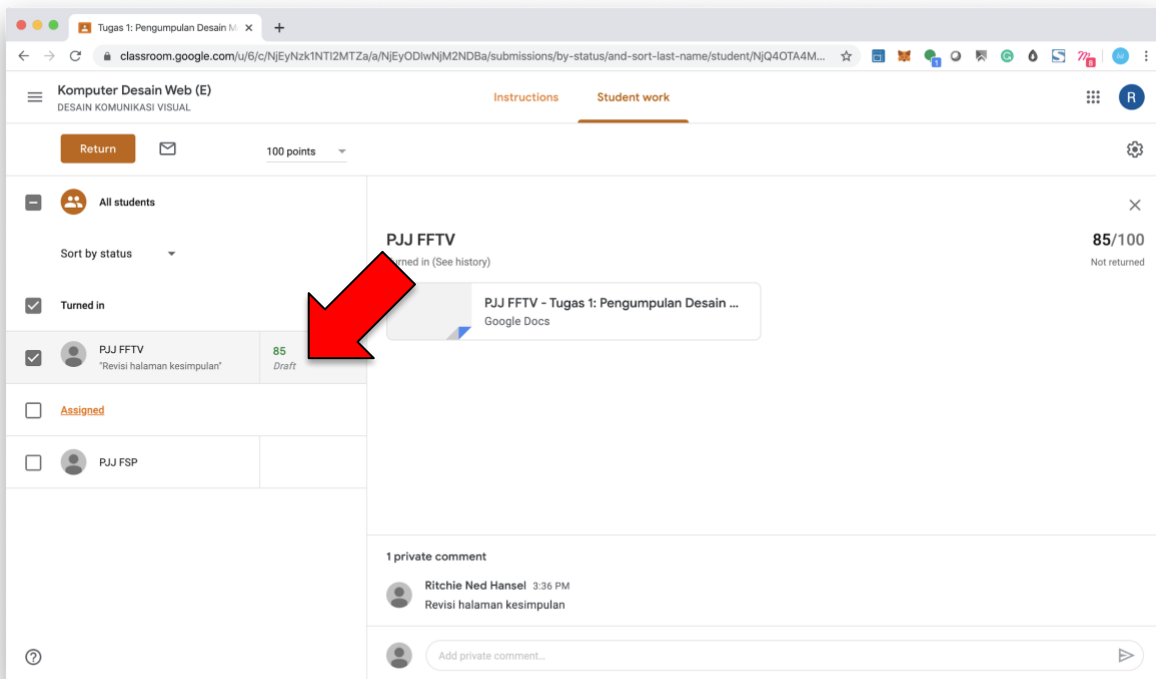 Tugas 1: Pengumpulan Desain M
classroom.google.com/u/6/c/NjEyNzk1NTI2MTZa/a/NjEyODIwNjM2NDBa/submissions/by-status/and-sort-last-name/student/NjQ4OTA4M...
Komputer Desain Web (E)
DESAIN KOMUNIKASI VISUAL
Instructions
Student work
R
Return
100 points
All students
Sort by status
Turned in
PJJ FFTV
"Revisi halaman kesimpulan"
85
Draft
Assigned
PJJ FSP
PJJ FFTV
85/100
urned in (See history)
Not returned
PJJ FFTV - Tugas 1: Pengumpulan Desain ...
Google Docs
1 private comment
Ritchie Ned Hansel 3:36 PM
Revisi halaman kesimpulan
Add private comment...